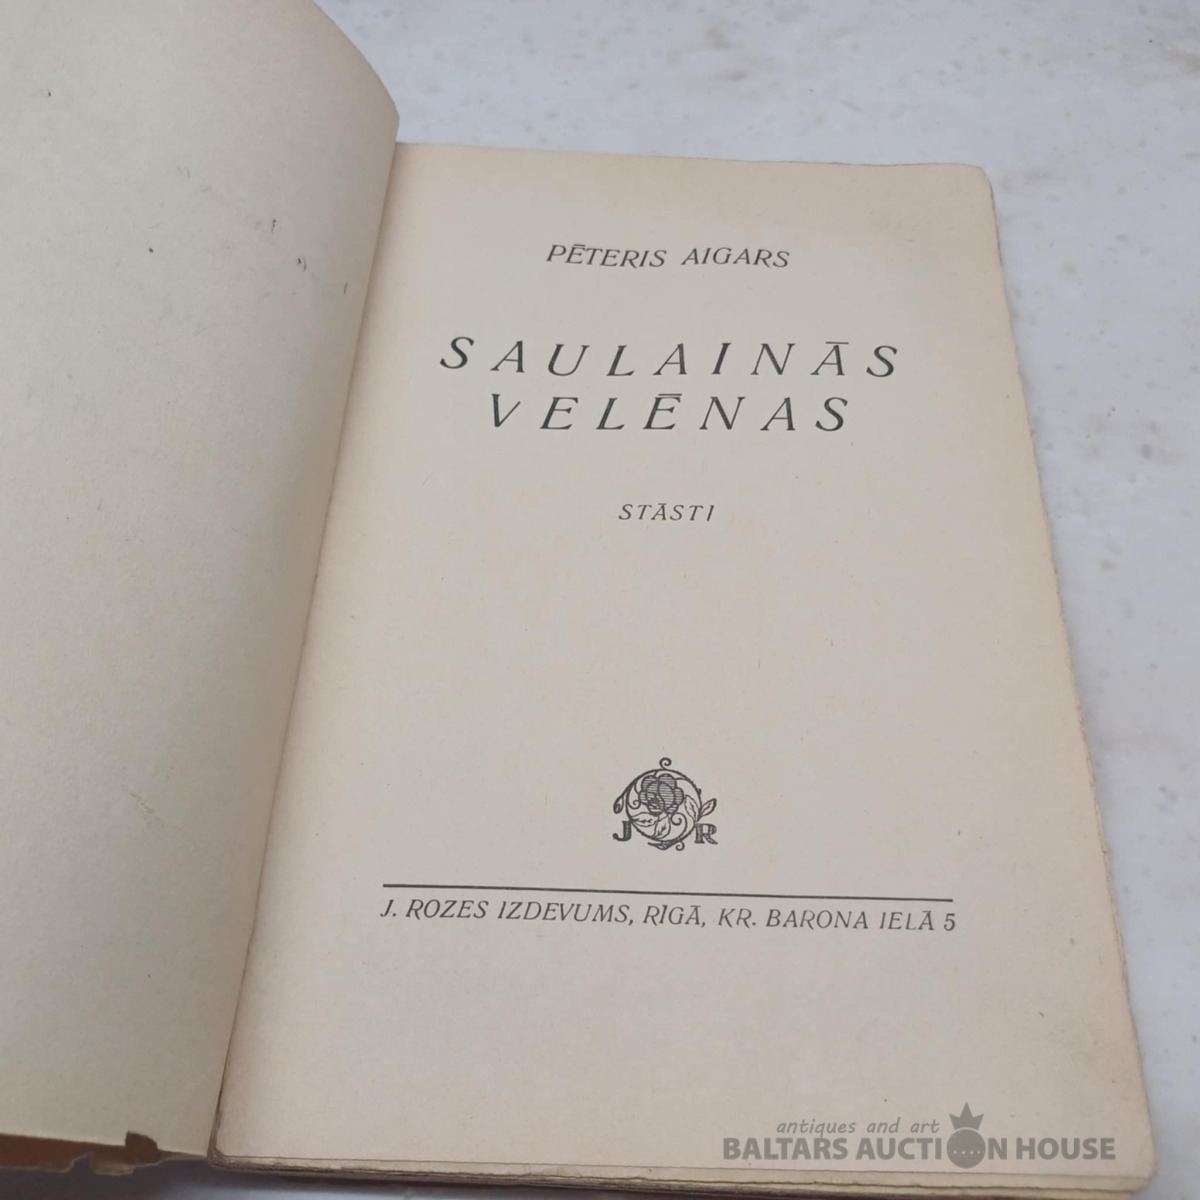 PĒTERIS AIGARS
SAULAINĀS
VELĒNAS
STĀSTI
J R
J. ROZES IZDEVUMS, RĪGĀ, KR. BARONA IELĀ 5
antiques and art
BALTARS AUCTION HOUSE